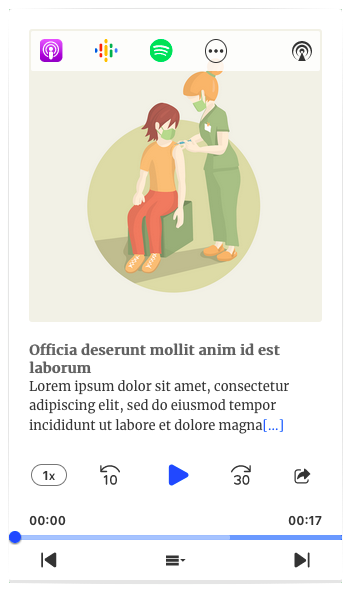 Officia deserunt mollit anim id est
laborum
Lorem ipsum dolor sit amet, consectetur
adipiscing elit, sed do eiusmod tempor
incididunt ut labore et dolore magna[...]
1x
10
30
00:00
00:17